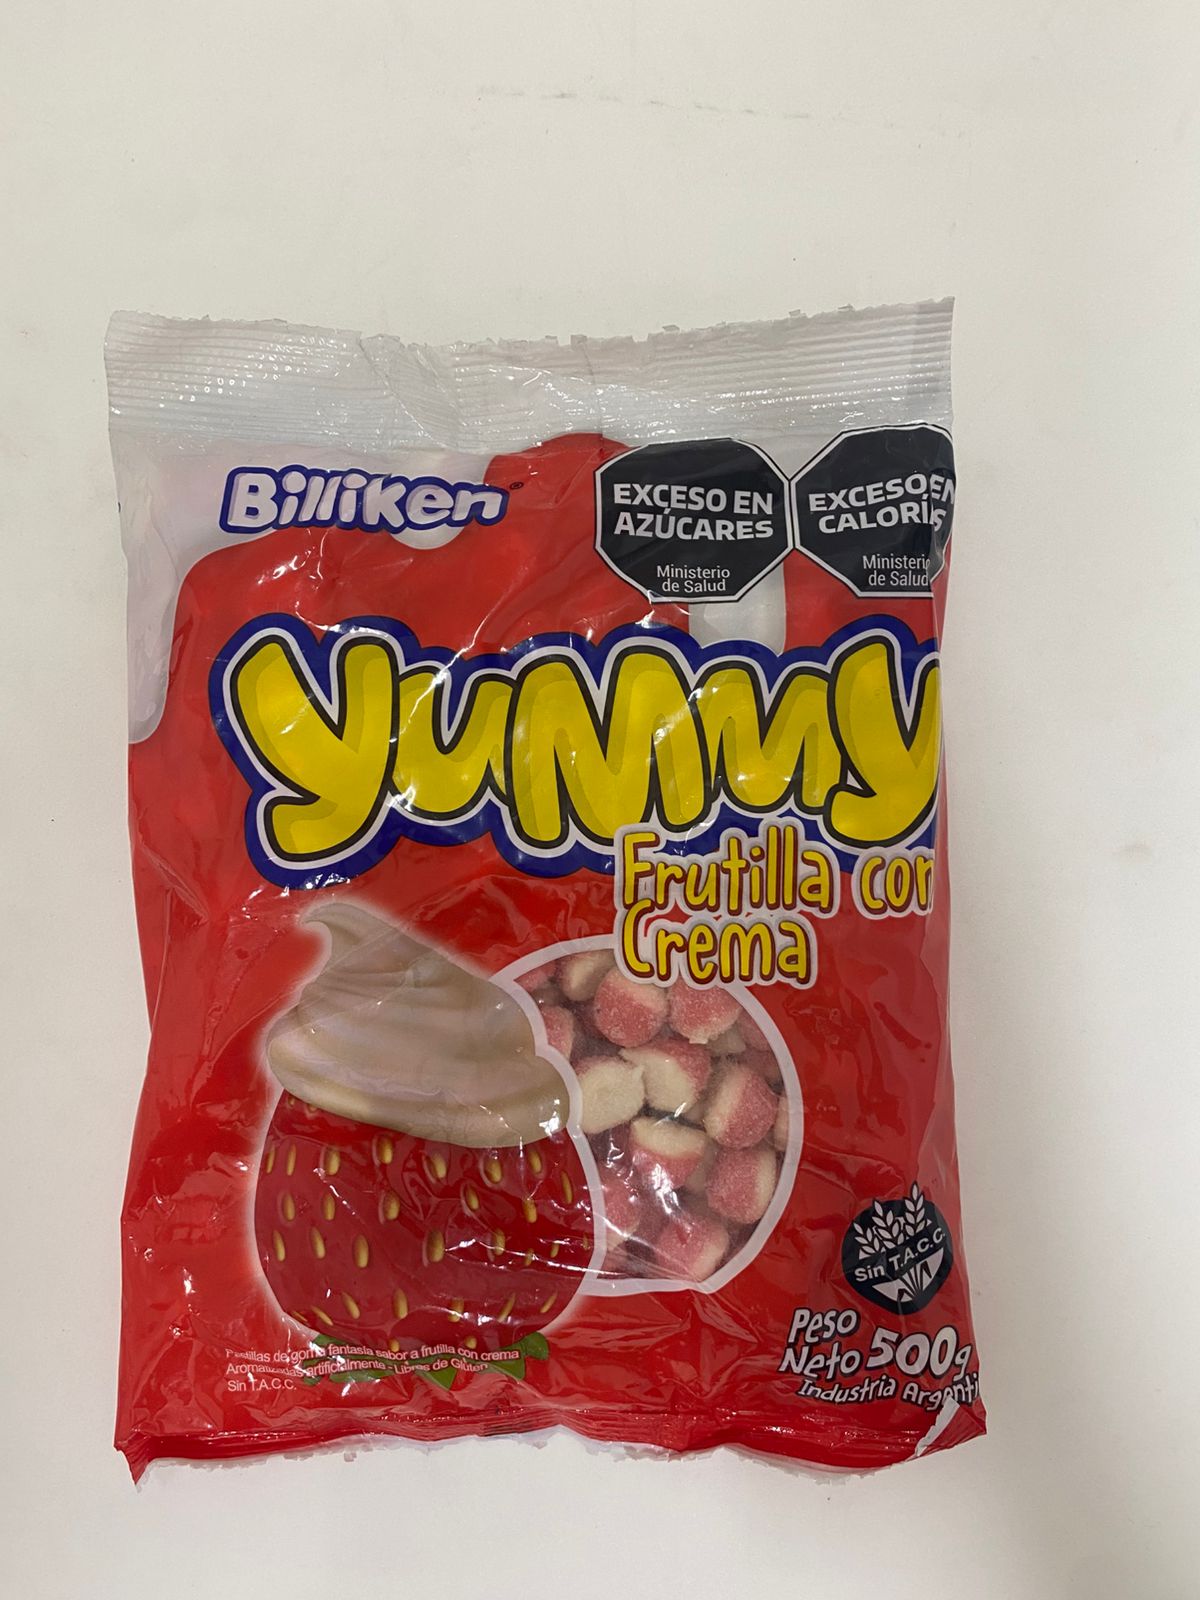 Billiken
EXCESO EN
AZÚCARES
Ministerio
de Salud
EXCESO EN
CALORÍAS
Ministerio
de Salud
yummy
Frutilla con
Crema
Sin T.A.C.C.
Peso
Neto 500g
Industria
Pastillas de goma fantasía sabor a frutilla con crema
Aromatizadas artificialmente - Libres de Gluten
Sin T.A.C.C.